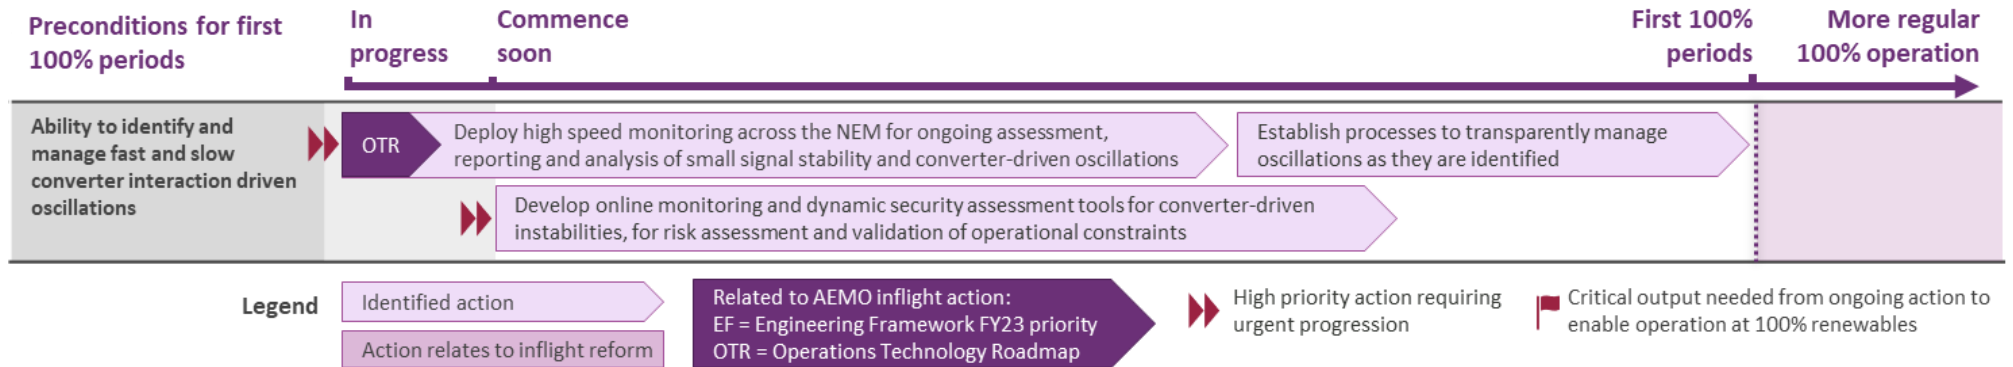 Preconditions for first
100% periods
In
progress
Commence
soon
First 100%
periods
More regular
100% operation
Ability to identify and
manage fast and slow
converter interaction driven
oscillations
OTR
Deploy high speed monitoring across the NEM for ongoing assessment,
reporting and analysis of small signal stability and converter-driven oscillations
Establish processes to transparently manage
oscillations as they are identified
Develop online monitoring and dynamic security assessment tools for converter-driven
instabilities, for risk assessment and validation of operational constraints
Legend
Identified action
Action relates to inflight reform
Related to AEMO inflight action:
EF = Engineering Framework FY23 priority
OTR = Operations Technology Roadmap
High priority action requiring
urgent progression
Critical output needed from ongoing action to
enable operation at 100% renewables